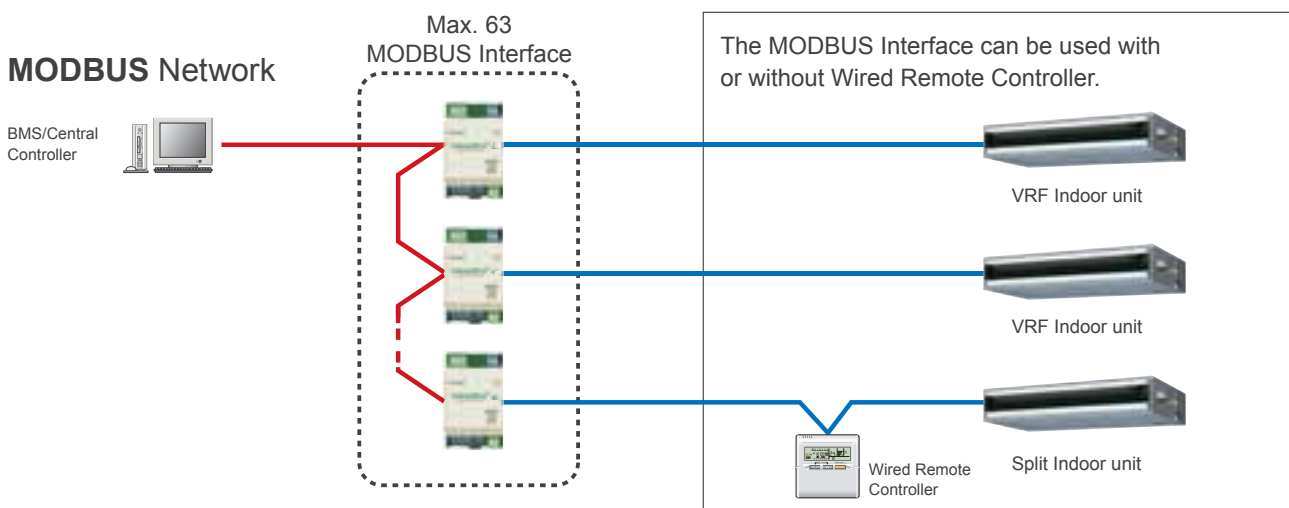 Max. 63
MODBUS Interface
MODBUS Network
BMS/Central
Controller
The MODBUS Interface can be used with
or without Wired Remote Controller.
VRF Indoor unit
VRF Indoor unit
Wired Remote
Controller
Split Indoor unit